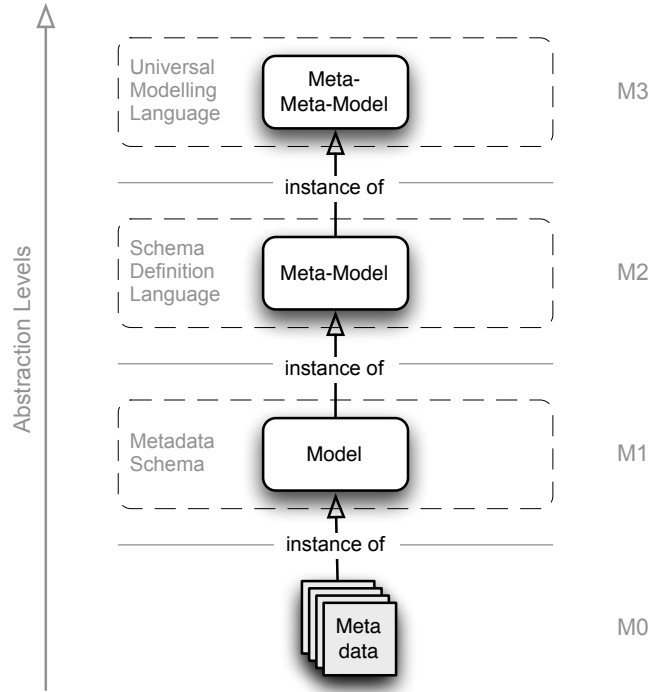 Universal
Modelling
Language
Meta-
Meta-Model
M3
instance of
Schema
Definition
Language
Meta-Model
M2
instance of
Metadata
Schema
Model
M1
instance of
Meta
data
M0
Abstraction Levels